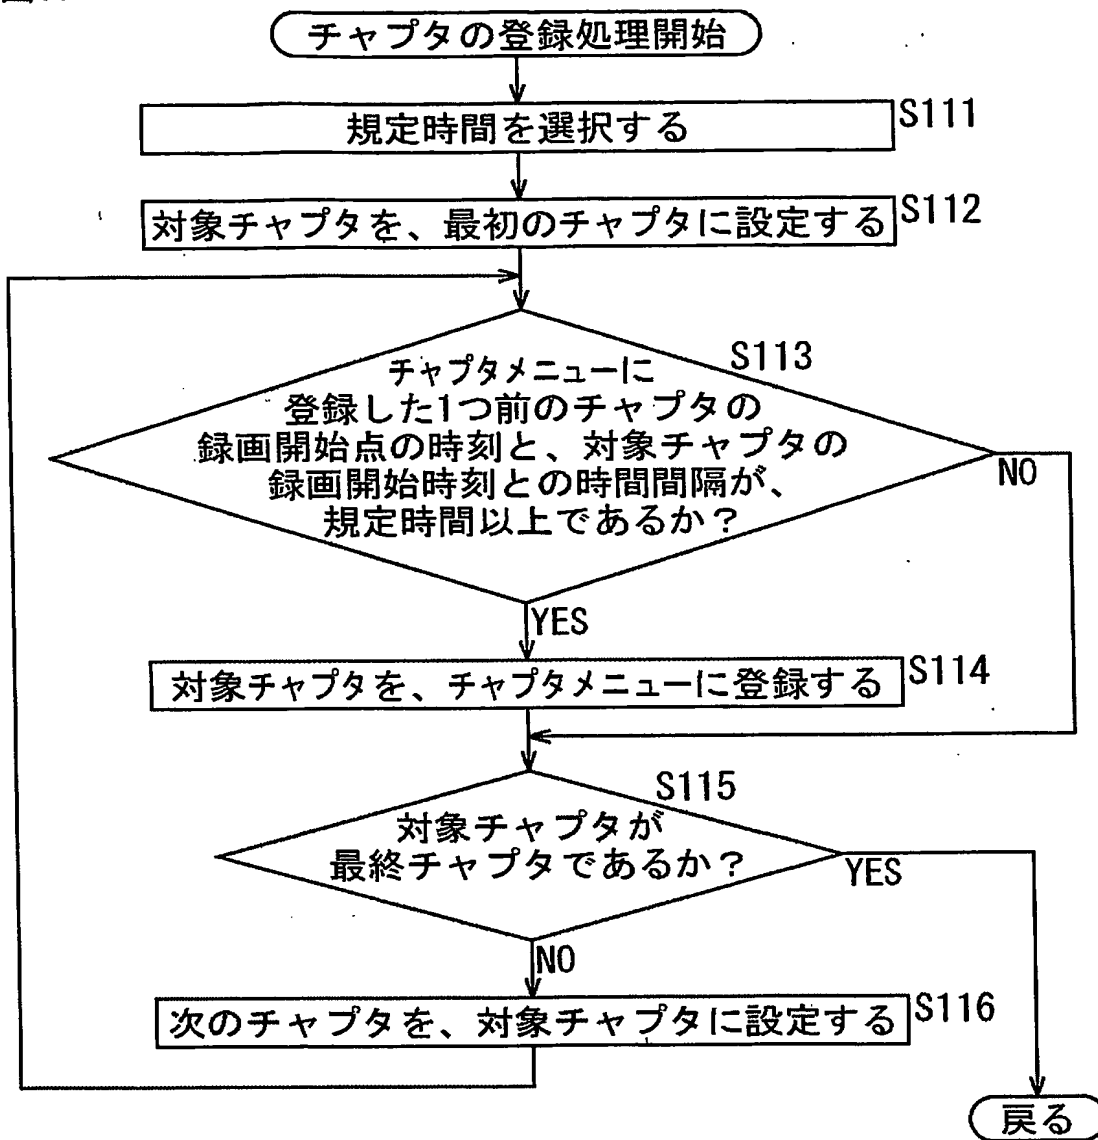 チャプタの登録処理開始
規定時間を選択する
S111
対象チャプタを、最初のチャプタに設定する
S112
S113
チャプタメニューに
登録した1つ前のチャプタの
録画開始点の時刻と、対象チャプタの
録画開始時刻との時間間隔が、
規定時間以上であるか?
NO
YES
対象チャプタを、チャプタメニューに登録する
S114
S115
対象チャプタが
最終チャプタであるか?
YES
NO
次のチャプタを、対象チャプタに設定する
S116
戻る